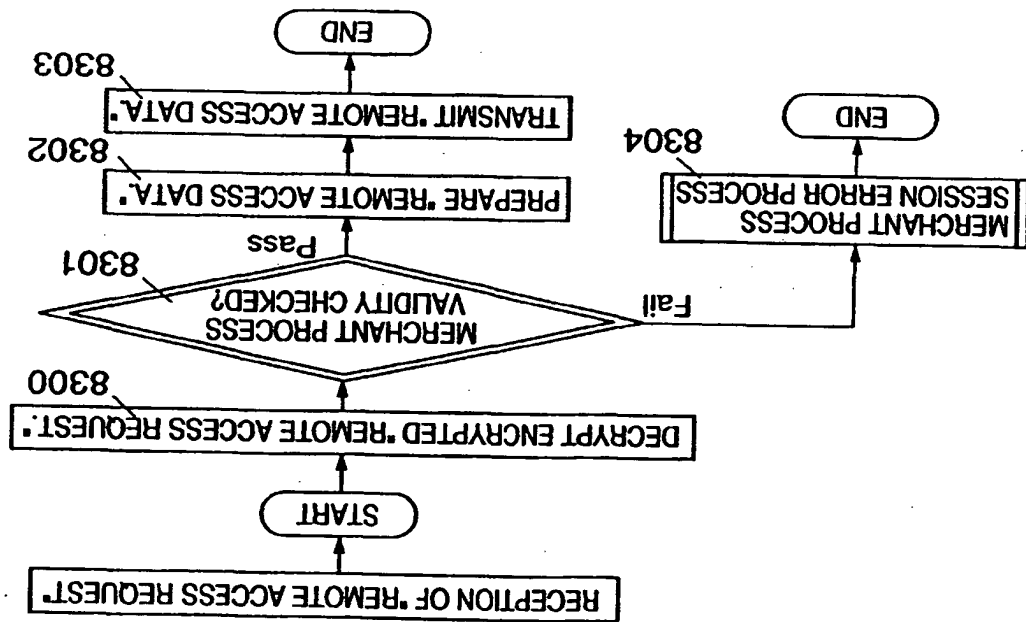 RECEPTION OF "REMOTE ACCESS REQUEST"
START
DECRYPT ENCRYPTED "REMOTE ACCESS REQUEST".
8300
MERCHANT PROCESS
VALIDITY CHECKED?
8301
Fail
Pass
MERCHANT PROCESS
SESSION ERROR PROCESS
8304
END
PREPARE "REMOTE ACCESS DATA."
8302
TRANSMIT "REMOTE ACCESS DATA".
8303
END